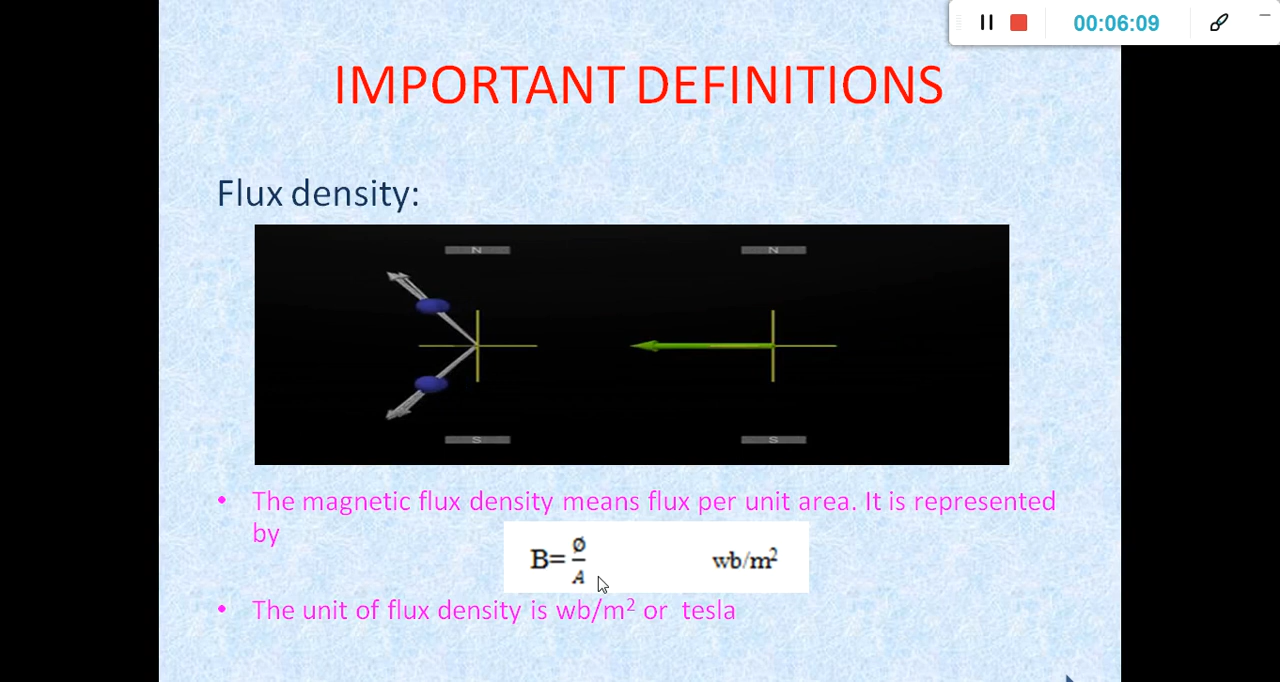 00:06:09
IMPORTANT DEFINITIONS
Flux density:
N N
S S
• The magnetic flux density means flux per unit area. It is represented
by
B=ø/A wb/m²
• The unit of flux density is wb/m² or tesla